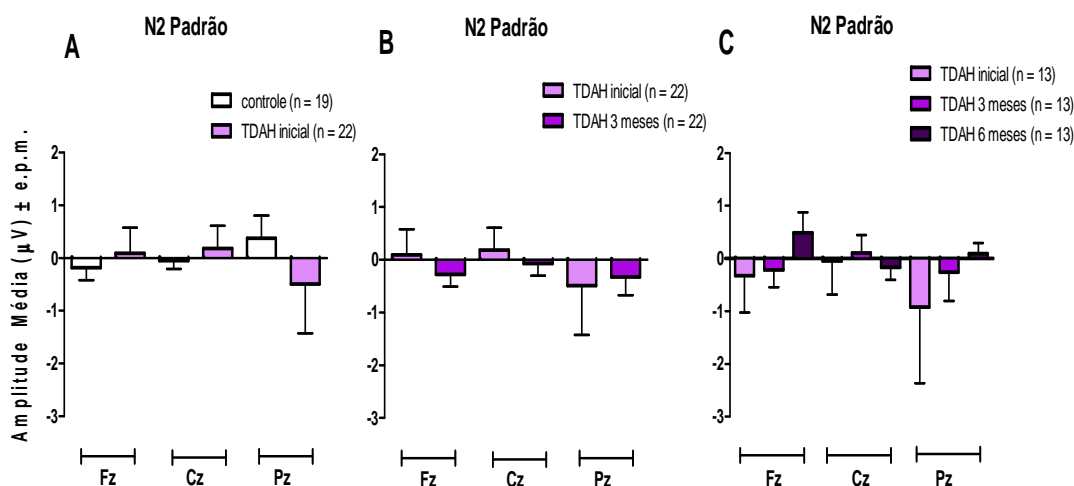 A
N2 Padrão
controle (n = 19)
TDAH inicial (n = 22)
Amplitude Média (µV) ± e.p.m.
2
1
0
-1
-2
-3
Fz Cz Pz
B
N2 Padrão
TDAH inicial (n = 22)
TDAH 3 meses (n = 22)
2
1
0
-1
-2
-3
Fz Cz Pz
C
N2 Padrão
TDAH inicial (n = 13)
TDAH 3 meses (n = 13)
TDAH 6 meses (n = 13)
2
1
0
-1
-2
-3
Fz Cz Pz